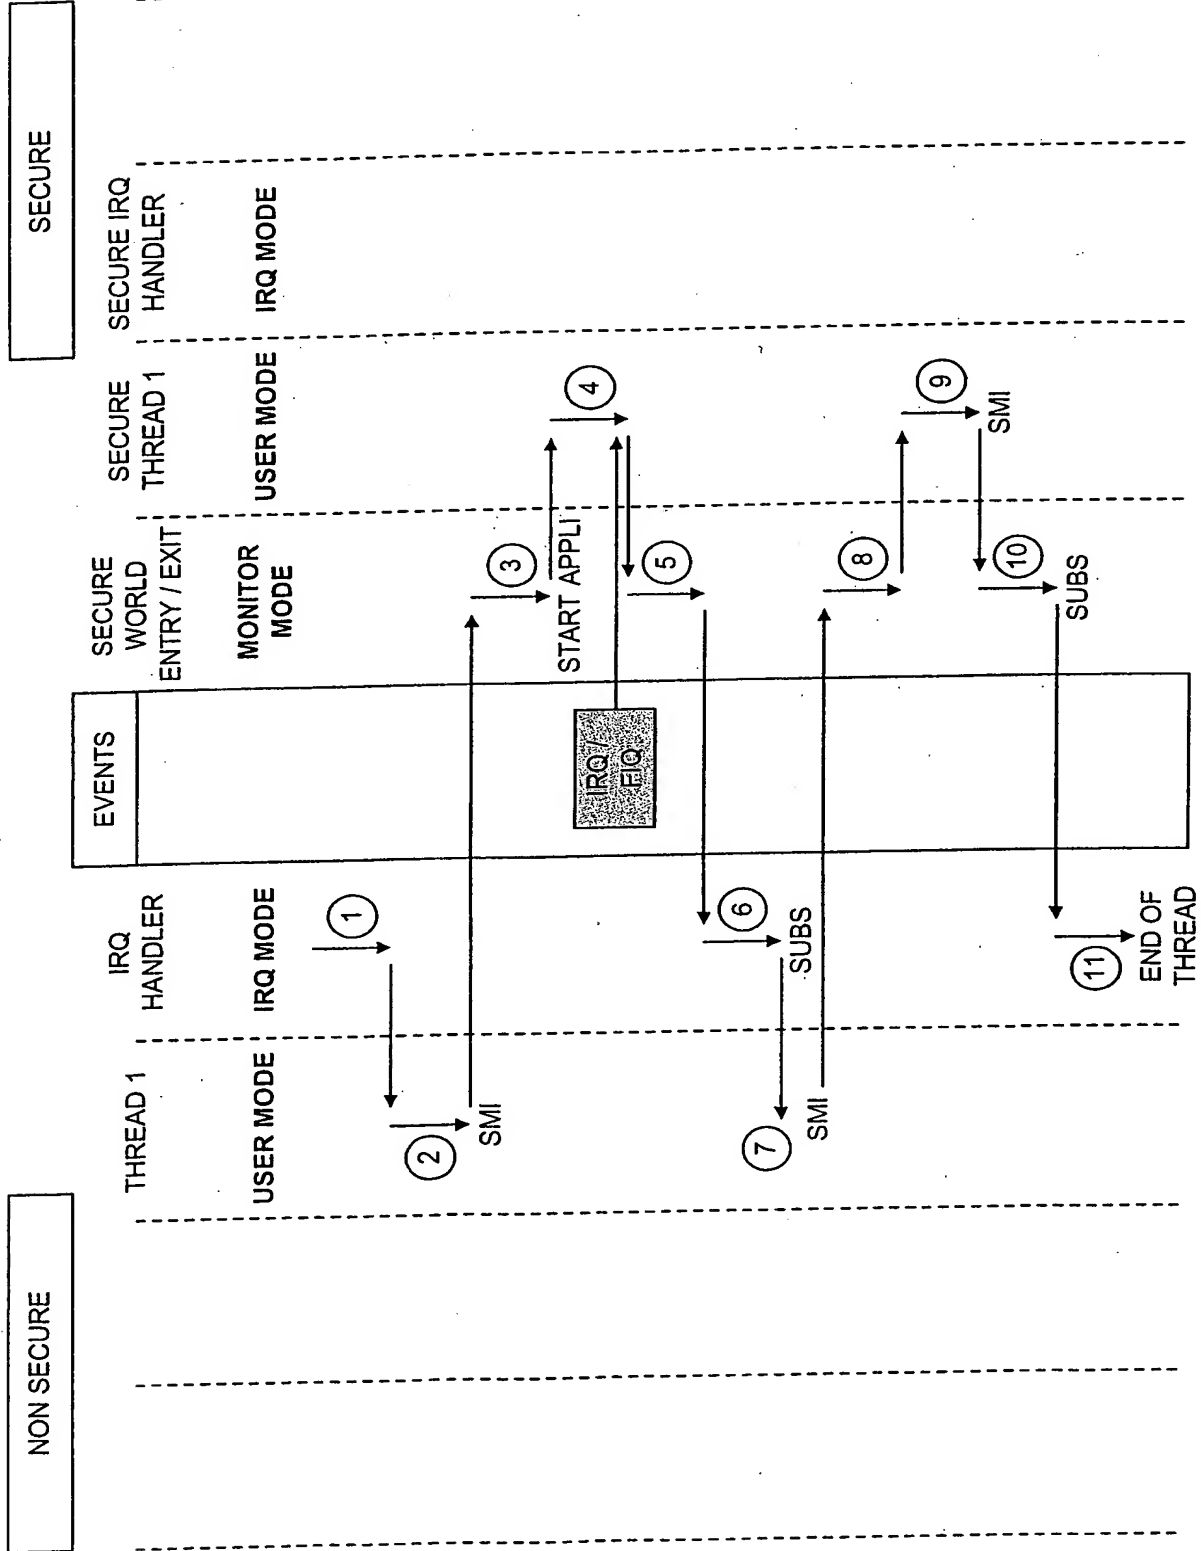 NON SECURE
SECURE
EVENTS
THREAD 1
IRQ
HANDLER
SECURE
WORLD
ENTRY / EXIT
SECURE
THREAD 1
SECURE IRQ
HANDLER
USER MODE
IRQ MODE
MONITOR
MODE
USER MODE
IRQ MODE
1
2
SMI
3
START APPLI
4
IRQ /
FIQ
5
6
SUBS
7
SMI
8
9
SMI
10
SUBS
11
END OF
THREAD